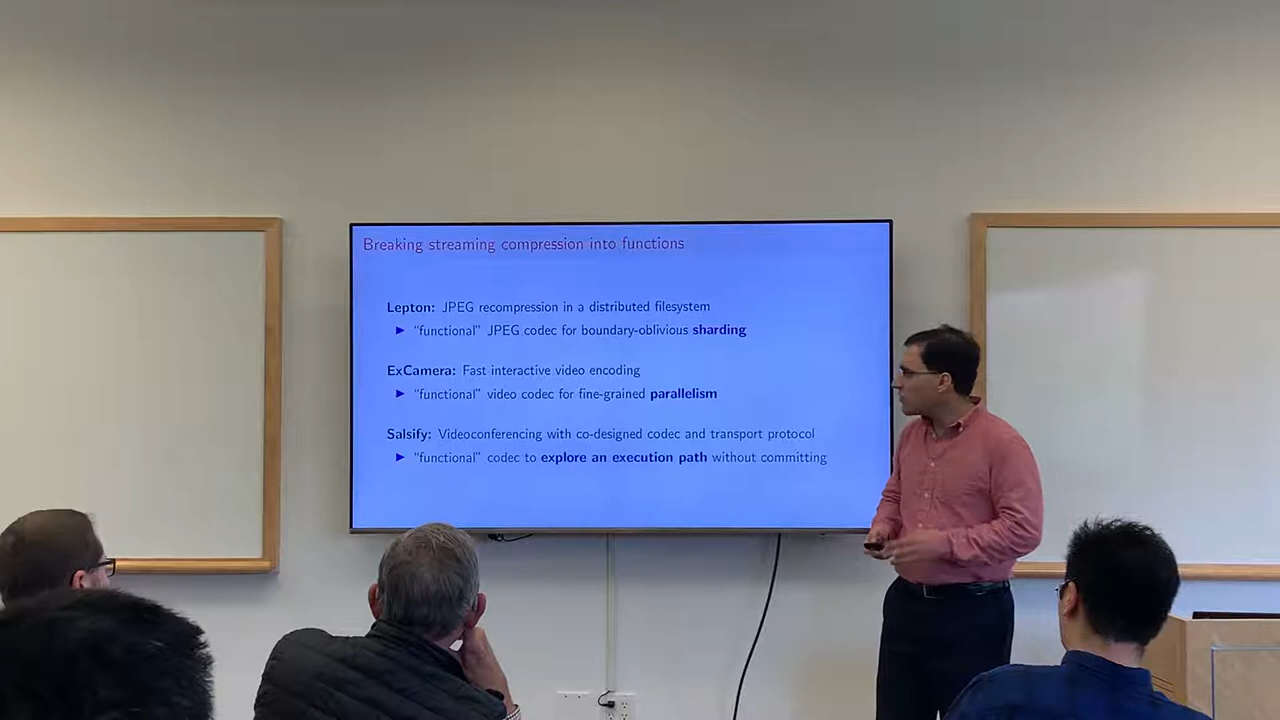 Breaking streaming compression into functions
Lepton: JPEG recompression in a distributed filesystem
▶ “functional” JPEG codec for boundary-oblivious sharding
ExCamera: Fast interactive video encoding
▶ “functional” video codec for fine-grained parallelism
Salsify: Videoconferencing with co-designed codec and transport protocol
▶ “functional” codec to explore an execution path without committing